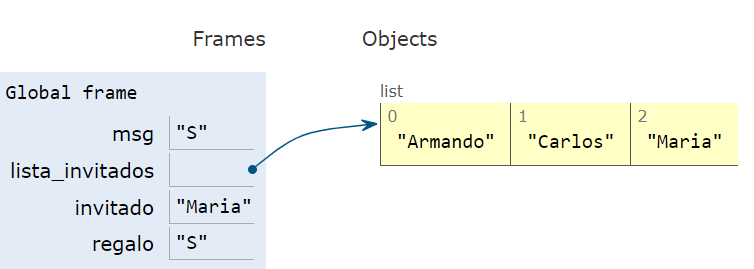 Frames Objects
Global frame
msg "S"
lista_invitados
invitado "Maria"
regalo "S"
list
0 1 2
"Armando" "Carlos" "Maria"